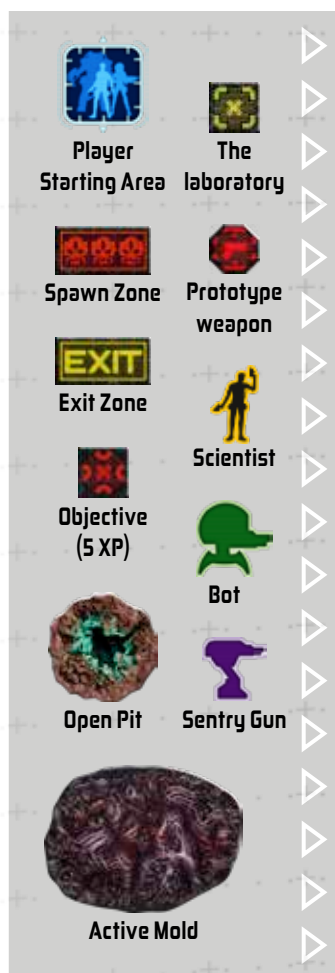 Player
Starting Area
The
laboratory
Spawn Zone
Prototype
weapon
EXIT
Exit Zone
Scientist
Objective
(5 XP)
Bot
Open Pit
Sentry Gun
Active Mold